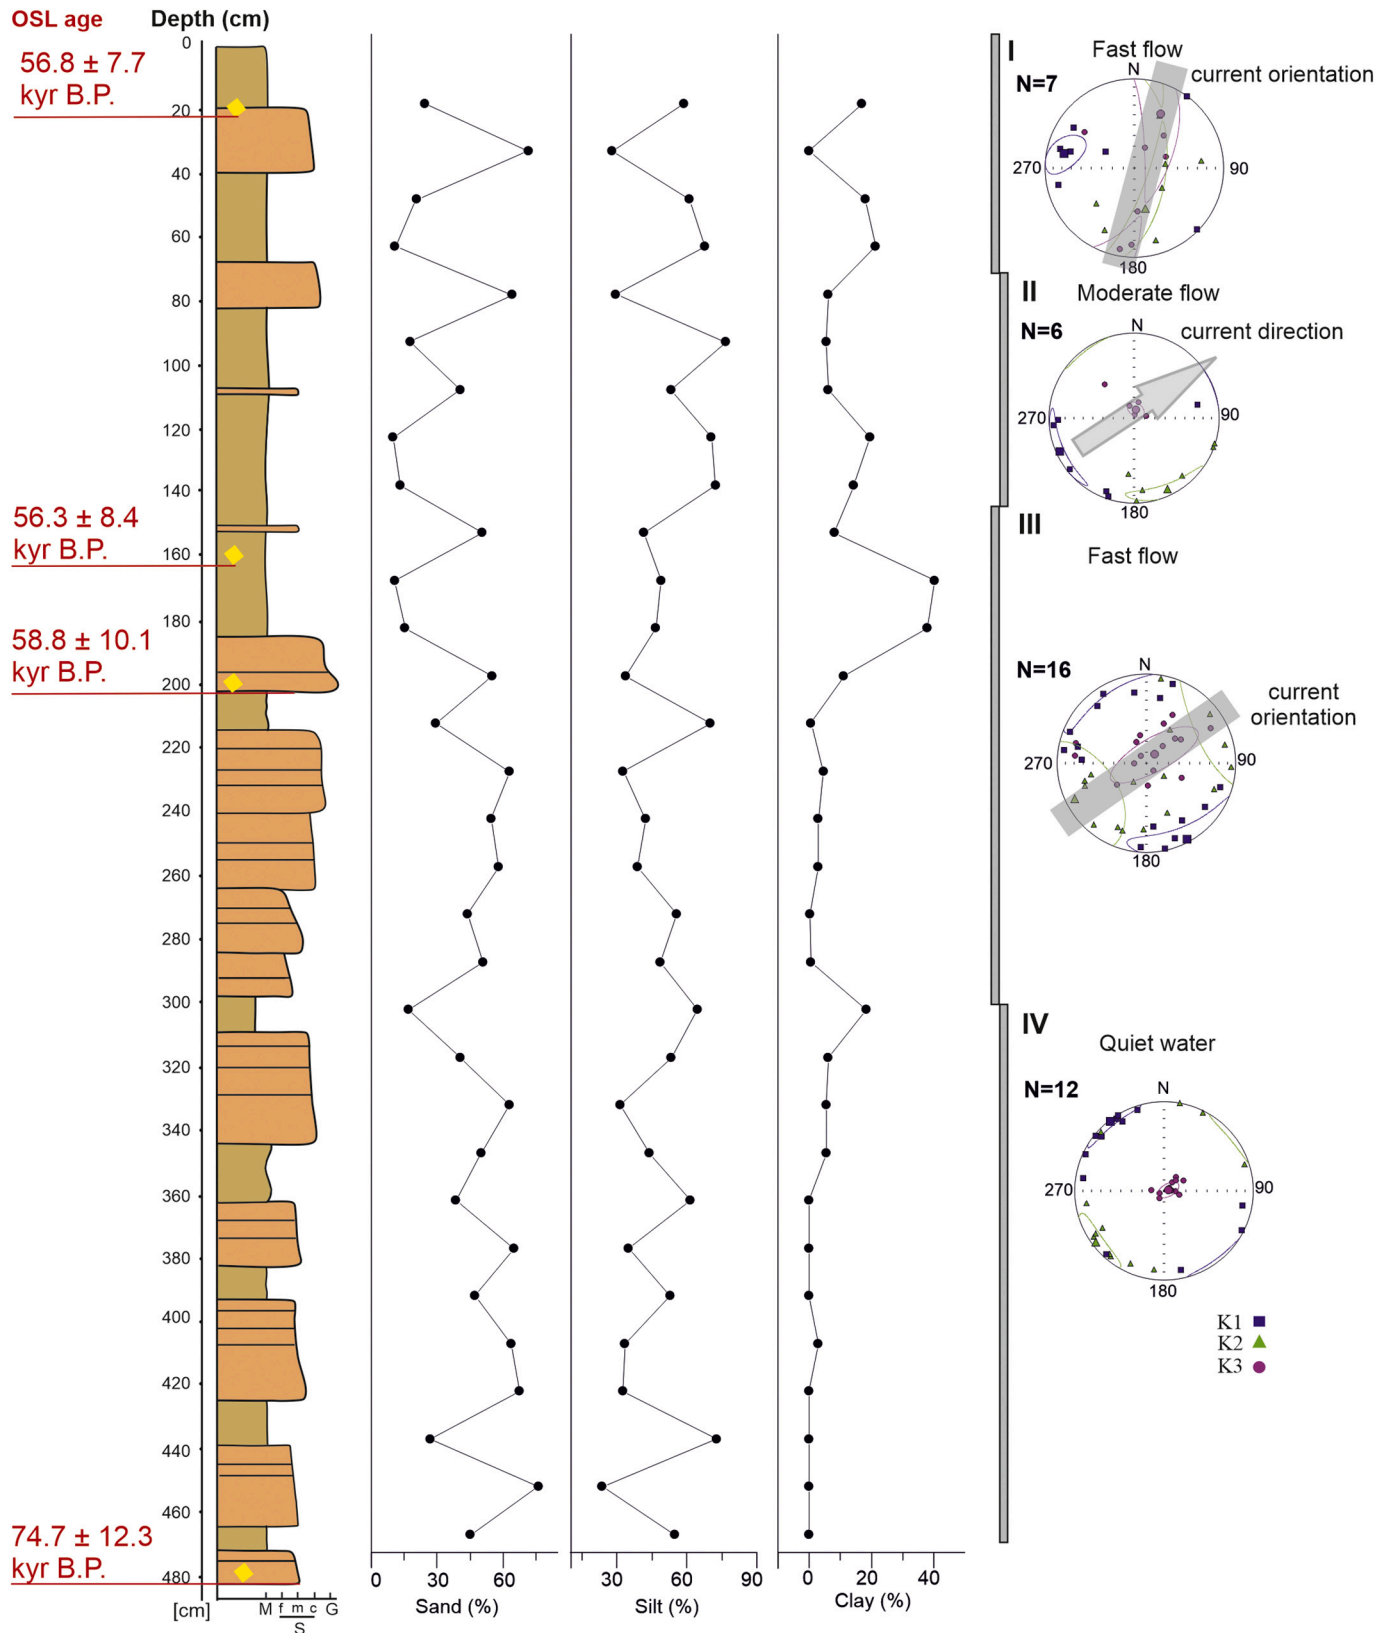 OSL age
Depth (cm)
56.8 ± 7.7
kyr B.P.
56.3 ± 8.4
kyr B.P.
58.8 ± 10.1
kyr B.P.
74.7 ± 12.3
kyr B.P.
0
20
40
60
80
100
120
140
160
180
200
220
240
260
280
300
320
340
360
380
400
420
440
460
480
[cm]
M f m c G
S
0 30 60
Sand (%)
30 60 90
Silt (%)
0 20 40
Clay (%)
I
Fast flow
N=7
N
current orientation
270
90
180
II
Moderate flow
N=6
N
current direction
270
90
180
III
Fast flow
N=16
N
current
orientation
270
90
180
IV
Quiet water
N=12
N
270
90
180
K1
K2
K3